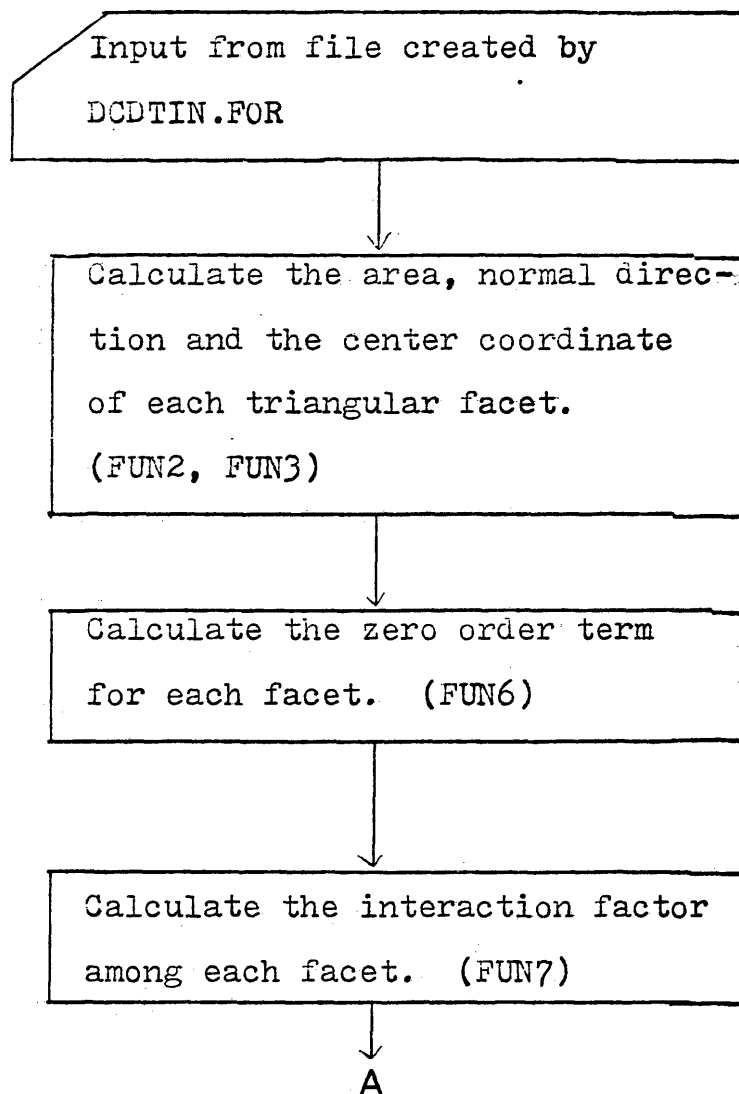 Input from file created by
DCDTIN.FOR
Calculate the area, normal direc-
tion and the center coordinate
of each triangular facet.
(FUN2, FUN3)
Calculate the zero order term
for each facet. (FUN6)
Calculate the interaction factor
among each facet. (FUN7)
A